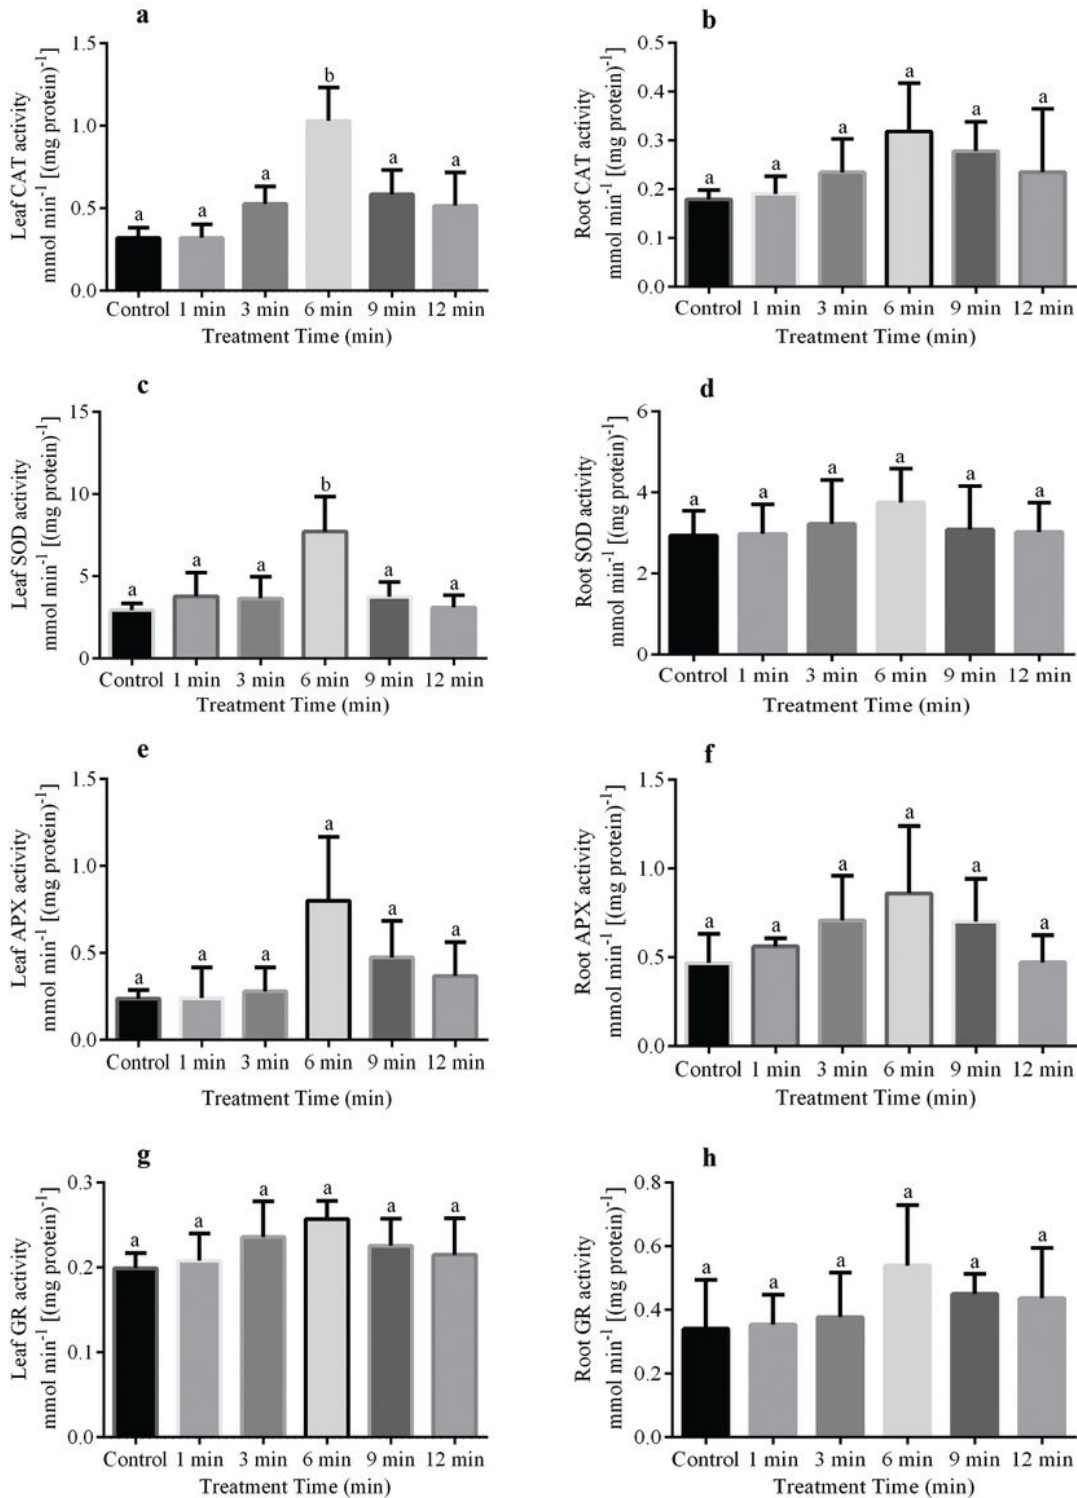 a
Leaf CAT activity
mmol min⁻¹ [(mg protein)⁻¹]
1.5
1.0
0.5
0.0
a a a b a a
Control 1 min 3 min 6 min 9 min 12 min
Treatment Time (min)
b
Root CAT activity
mmol min⁻¹ [(mg protein)⁻¹]
0.5
0.4
0.3
0.2
0.1
0.0
a a a a a a
Control 1 min 3 min 6 min 9 min 12 min
Treatment Time (min)
c
Leaf SOD activity
mmol min⁻¹ [(mg protein)⁻¹]
15
10
5
0
a a a b a a
Control 1 min 3 min 6 min 9 min 12 min
Treatment Time (min)
d
Root SOD activity
mmol min⁻¹ [(mg protein)⁻¹]
6
4
2
0
a a a a a a
Control 1 min 3 min 6 min 9 min 12 min
Treatment Time (min)
e
Leaf APX activity
mmol min⁻¹ [(mg protein)⁻¹]
1.5
1.0
0.5
0.0
a a a a a a
Control 1 min 3 min 6 min 9 min 12 min
Treatment Time (min)
f
Root APX activity
mmol min⁻¹ [(mg protein)⁻¹]
1.5
1.0
0.5
0.0
a a a a a a
Control 1 min 3 min 6 min 9 min 12 min
Treatment Time (min)
g
Leaf GR activity
mmol min⁻¹ [(mg protein)⁻¹]
0.3
0.2
0.1
0.0
a a a a a a
Control 1 min 3 min 6 min 9 min 12 min
Treatment Time (min)
h
Root GR activity
mmol min⁻¹ [(mg protein)⁻¹]
0.8
0.6
0.4
0.2
0.0
a a a a a a
Control 1 min 3 min 6 min 9 min 12 min
Treatment Time (min)